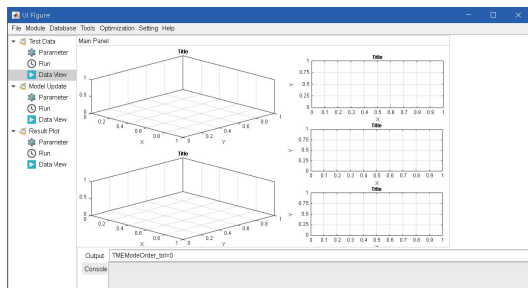 UI Figure
File Module Database Tools Optimization Setting Help
Test Data
Parameter
Run
Data View
Model Update
Parameter
Run
Data View
Result Plot
Parameter
Run
Data View
Main Panel
Title
1
0.5
0
0
0.2
0.4
0.6
0.8
1
0
0.2
0.4
0.6
0.8
1
X
Y
Title
1
0.75
0.5
0.25
0
Y
0 0.1 0.2 0.3 0.4 0.5 0.6 0.7 0.8 0.9 1
X
Title
1
0.75
0.5
0.25
0
Y
0 0.1 0.2 0.3 0.4 0.5 0.6 0.7 0.8 0.9 1
X
Title
1
0.5
0
0
0.2
0.4
0.6
0.8
1
0
0.2
0.4
0.6
0.8
1
X
Y
Title
1
0.75
0.5
0.25
0
Y
0 0.1 0.2 0.3 0.4 0.5 0.6 0.7 0.8 0.9 1
X
Output TMEModeOrder_tol=0
Console